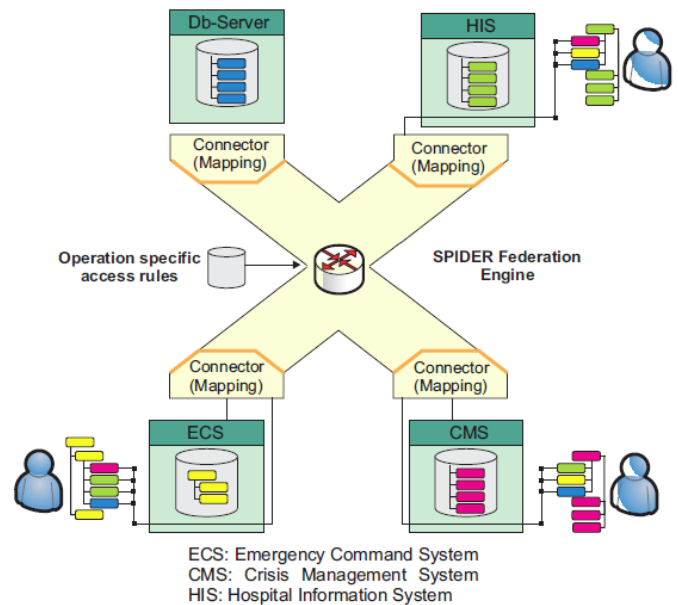 Db-Server
HIS
Connector
(Mapping)
Connector
(Mapping)
Operation specific
access rules
SPIDER Federation
Engine
Connector
(Mapping)
Connector
(Mapping)
ECS
CMS
ECS: Emergency Command System
CMS: Crisis Management System
HIS: Hospital Information System